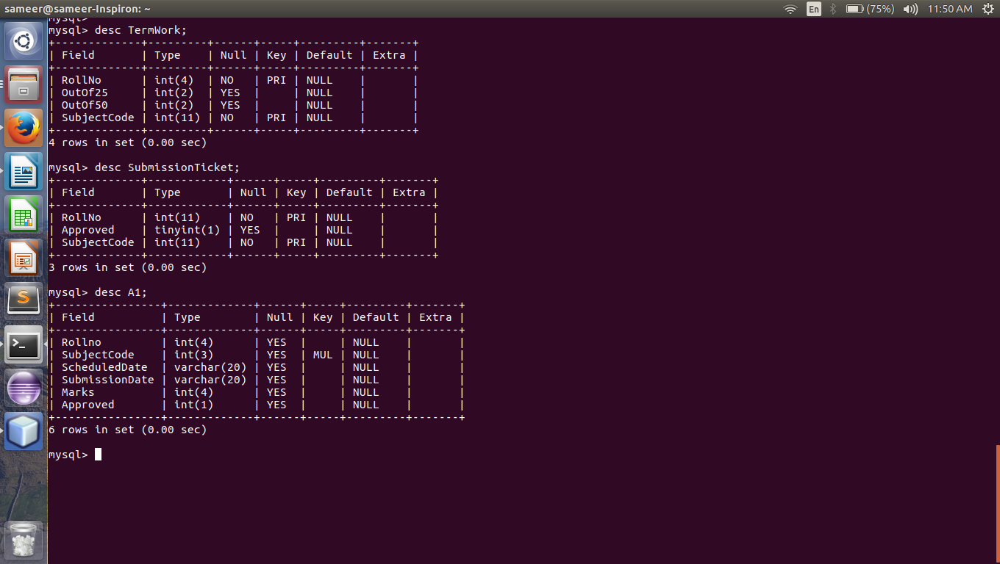 sameer@sameer-Inspiron: ~ En (75%) 11:50 AM
mysql>
mysql> desc TermWork;
+-------------+---------+------+-----+---------+-------+
| Field       | Type    | Null | Key | Default | Extra |
+-------------+---------+------+-----+---------+-------+
| RollNo      | int(4)  | NO   | PRI | NULL    |       |
| OutOf25     | int(2)  | YES  |     | NULL    |       |
| OutOf50     | int(2)  | YES  |     | NULL    |       |
| SubjectCode | int(11) | NO   | PRI | NULL    |       |
+-------------+---------+------+-----+---------+-------+
4 rows in set (0.00 sec)
mysql> desc SubmissionTicket;
+-------------+------------+------+-----+---------+-------+
| Field       | Type       | Null | Key | Default | Extra |
+-------------+------------+------+-----+---------+-------+
| RollNo      | int(11)    | NO   | PRI | NULL    |       |
| Approved    | tinyint(1) | YES  |     | NULL    |       |
| SubjectCode | int(11)    | NO   | PRI | NULL    |       |
+-------------+------------+------+-----+---------+-------+
3 rows in set (0.00 sec)
mysql> desc A1;
+----------------+-------------+------+-----+---------+-------+
| Field          | Type        | Null | Key | Default | Extra |
+----------------+-------------+------+-----+---------+-------+
| Rollno         | int(4)      | YES  |     | NULL    |       |
| SubjectCode    | int(3)      | YES  | MUL | NULL    |       |
| ScheduledDate  | varchar(20) | YES  |     | NULL    |       |
| SubmissionDate | varchar(20) | YES  |     | NULL    |       |
| Marks          | int(4)      | YES  |     | NULL    |       |
| Approved       | int(1)      | YES  |     | NULL    |       |
+----------------+-------------+------+-----+---------+-------+
6 rows in set (0.00 sec)
mysql>